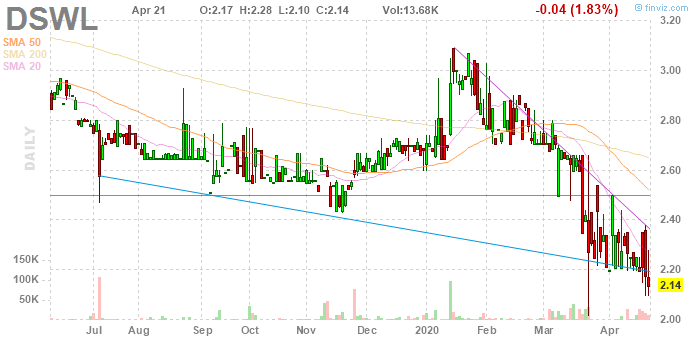 DSWL Apr 21 O:2.17 H:2.28 L:2.10 C:2.14 Vol:13.68K -0.04 (1.83%) © finviz.com
SMA 50
SMA 200
SMA 20
DAILY
3.20
3.00
2.80
2.60
2.40
2.20
2.14
2.00
150K
100K
50K
Jul Aug Sep Oct Nov Dec 2020 Feb Mar Apr